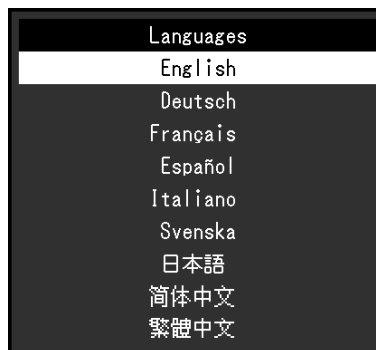 Languages
English
Deutsch
Français
Español
Italiano
Svenska
日本語
简体中文
繁體中文